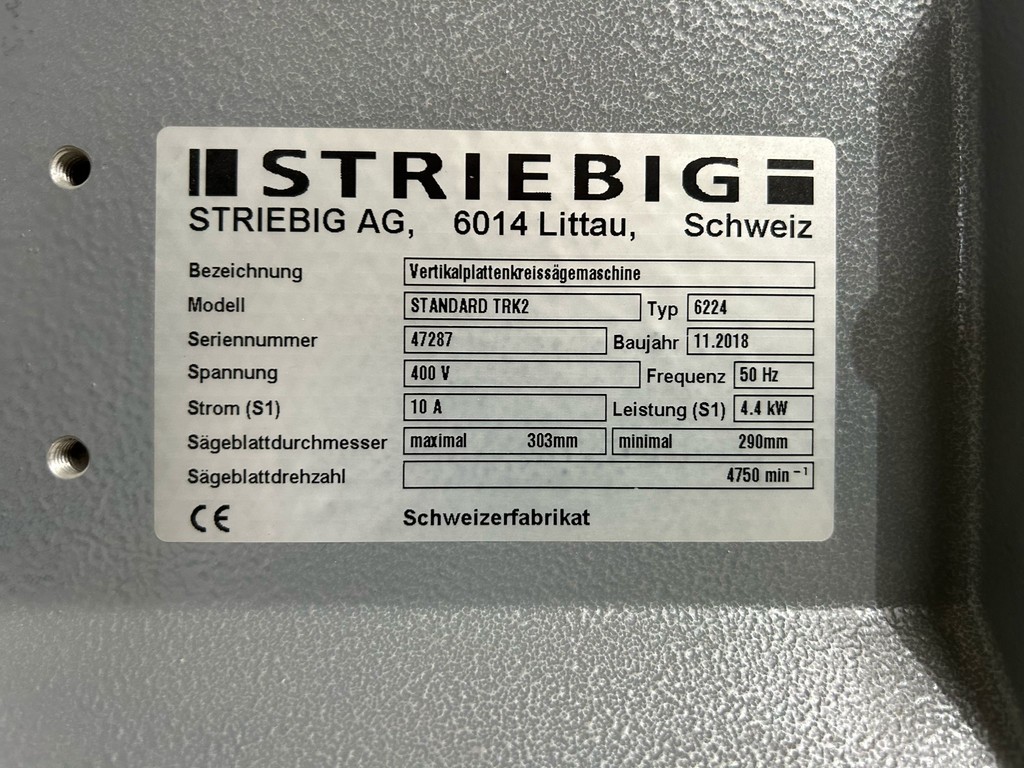 STRIEBIG
STRIEBIG AG, 6014 Littau, Schweiz
Bezeichnung Vertikalplattenkreissägemaschine
Modell STANDARD TRK2 Typ 6224
Seriennummer 47287 Baujahr 11.2018
Spannung 400 V Frequenz 50 Hz
Strom (S1) 10 A Leistung (S1) 4.4 kW
Sägeblattdurchmesser maximal 303mm minimal 290mm
Sägeblattdrehzahl 4750 min⁻¹
CE Schweizerfabrikat